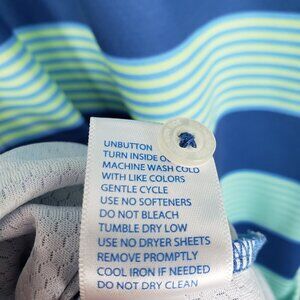 UNBUTTON
TURN INSIDE
MACHINE WASH COLD
WITH LIKE COLORS
GENTLE CYCLE
USE NO SOFTENERS
DO NOT BLEACH
TUMBLE DRY LOW
USE NO DRYER SHEETS
REMOVE PROMPTLY
COOL IRON IF NEEDED
DO NOT DRY CLEAN